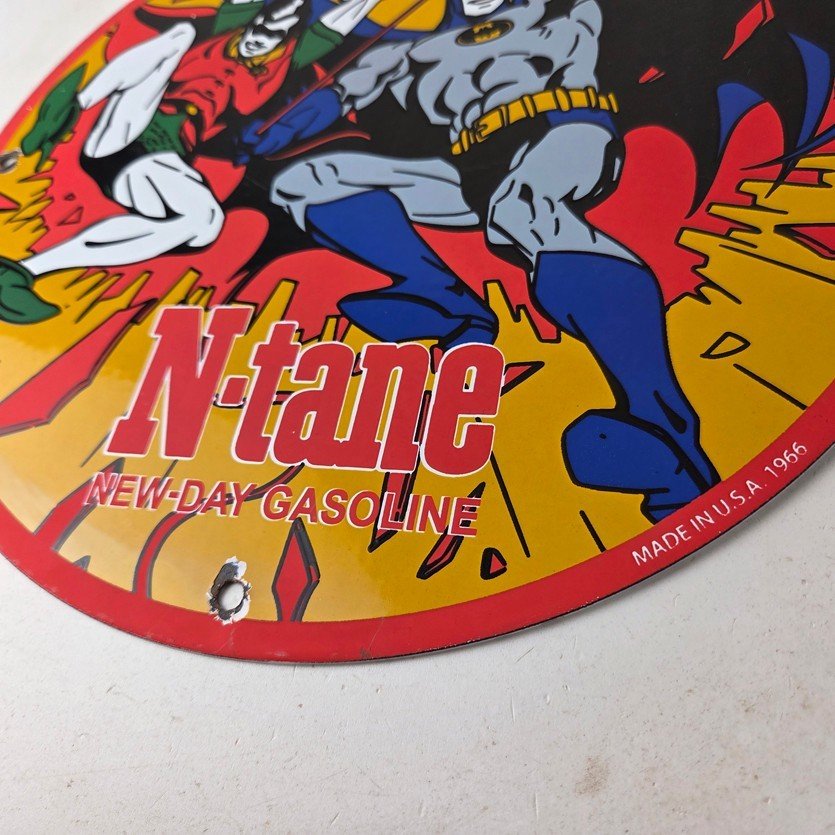 N·tane
NEW-DAY GASOLINE
MADE IN U.S.A. 1966